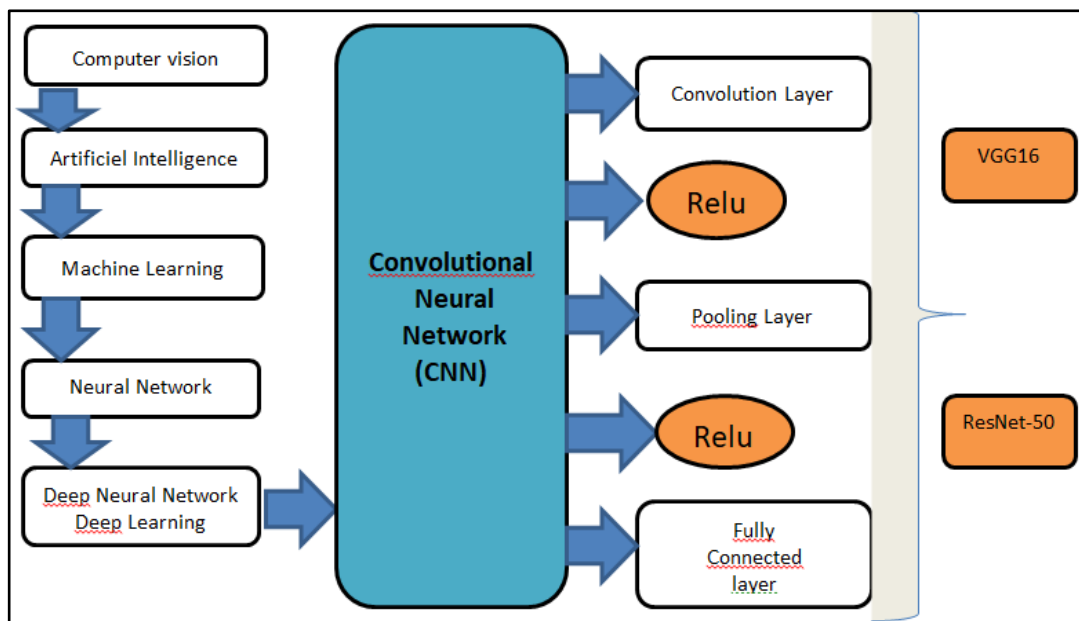 Computer vision
Artificiel Intelligence
Machine Learning
Neural Network
Deep Neural Network
Deep Learning
Convolutional
Neural
Network
(CNN)
Convolution Layer
Relu
Pooling Layer
Relu
Fully
Connected
layer
VGG16
ResNet-50